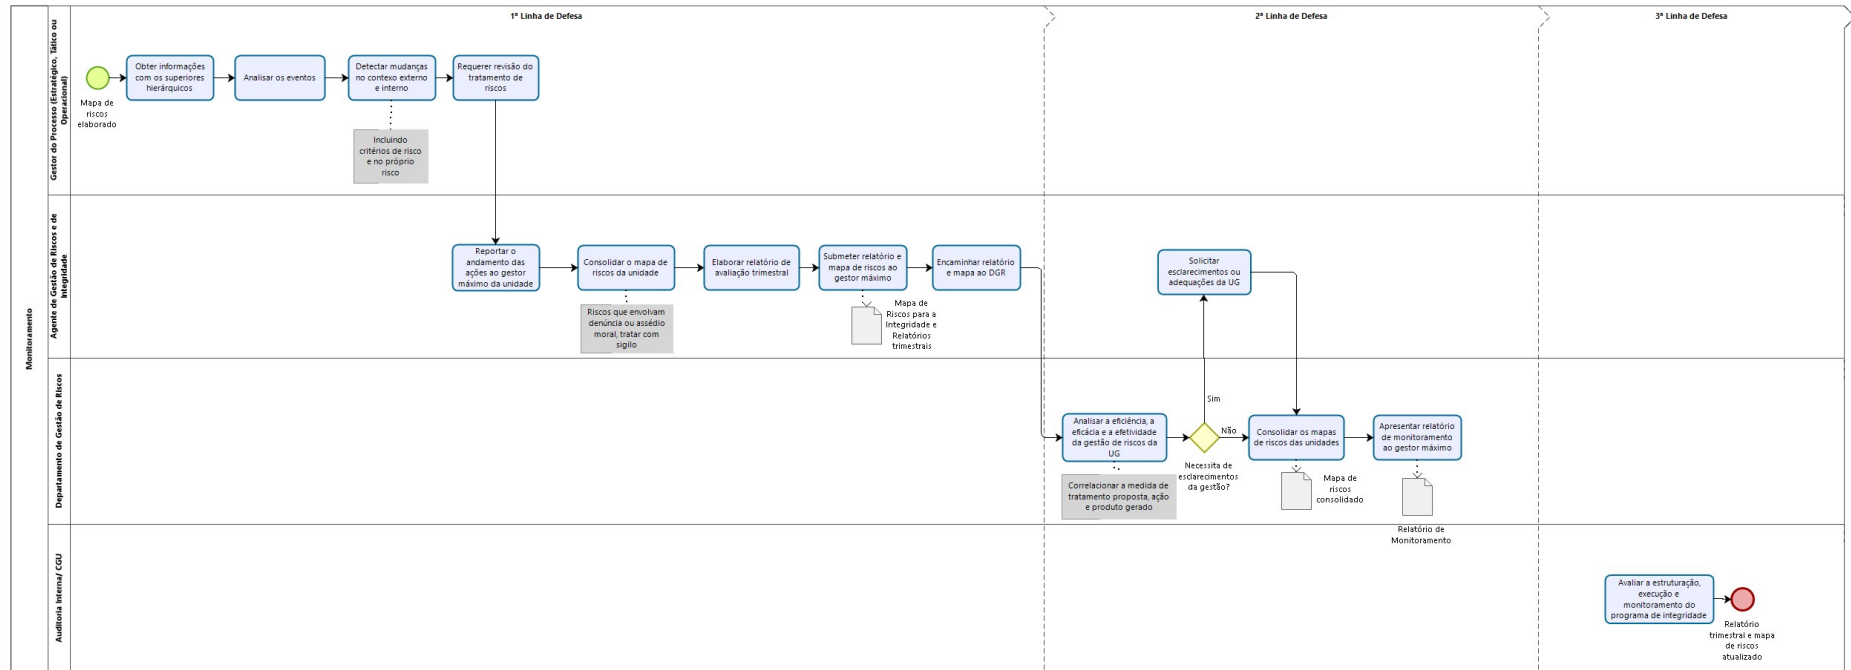 1ª Linha de Defesa
2ª Linha de Defesa
3ª Linha de Defesa
Monitoramento
Gestor do Processo (Estratégico, Tático ou
Operacional)
Mapa de
riscos
elaborado
Obter informações
com os superiores
hierárquicos
Analisar os eventos
Detectar mudanças
no contexo externo
e interno
Incluindo
critérios de risco
e no próprio
risco
Requerer revisão do
tratamento de
riscos
Agente de Gestão de Riscos e de
Integridade
Reportar o
andamento das
ações ao gestor
máximo da unidade
Consolidar o mapa de
riscos da unidade
Riscos que envolvam
denúncia ou assédio
moral, tratar com
sigilo
Elaborar relatório de
avaliação trimestral
Submeter relatório e
mapa de riscos ao
gestor máximo
Mapa de
Riscos para a
Integridade e
Relatórios
trimestrais
Encaminhar relatório
e mapa ao DGR
Solicitar
esclarecimentos ou
adequações da UG
Departamento de Gestão de Riscos
Analisar a eficiência, a
eficácia e a efetividade
da gestão de riscos da
UG
Correlacionar a medida de
tratamento proposta, ação
e produto gerado
Sim
Não
Necessita de
esclarecimentos
da gestão?
Consolidar os mapas
de riscos das unidades
Mapa de
riscos
consolidado
Apresentar relatório
de monitoramento
ao gestor máximo
Relatório de
Monitoramento
Auditoria Interna/ CGU
Avaliar a estruturação,
execução e
monitoramento do
programa de integridade
Relatório
trimestral e mapa
de riscos
atualizado